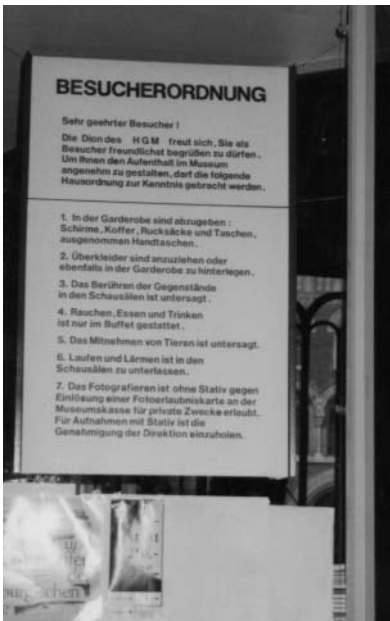 BESUCHERORDNUNG
Sehr geehrter Besucher !
Die Dion des HGM freut sich, Sie als
Besucher freundlichst begrüßen zu dürfen.
Um Ihnen den Aufenthalt im Museum
angenehm zu gestalten, darf die folgende
Hausordnung zur Kenntnis gebracht werden.
1. In der Garderobe sind abzugeben :
Schirme, Koffer, Rucksäcke und Taschen,
ausgenommen Handtaschen.
2. Überkleider sind anzuziehen oder
ebenfalls in der Garderobe zu hinterlegen.
3. Das Berühren der Gegenstände
in den Schausälen ist untersagt.
4. Rauchen, Essen und Trinken
ist nur im Buffet gestattet.
5. Das Mitnehmen von Tieren ist untersagt.
6. Laufen und Lärmen ist in den
Schausälen zu unterlassen.
7. Das Fotografieren ist ohne Stativ gegen
Einlösung einer Fotoerlaubniskarte an der
Museumskasse für private Zwecke erlaubt.
Für Aufnahmen mit Stativ ist die
Genehmigung der Direktion einzuholen.